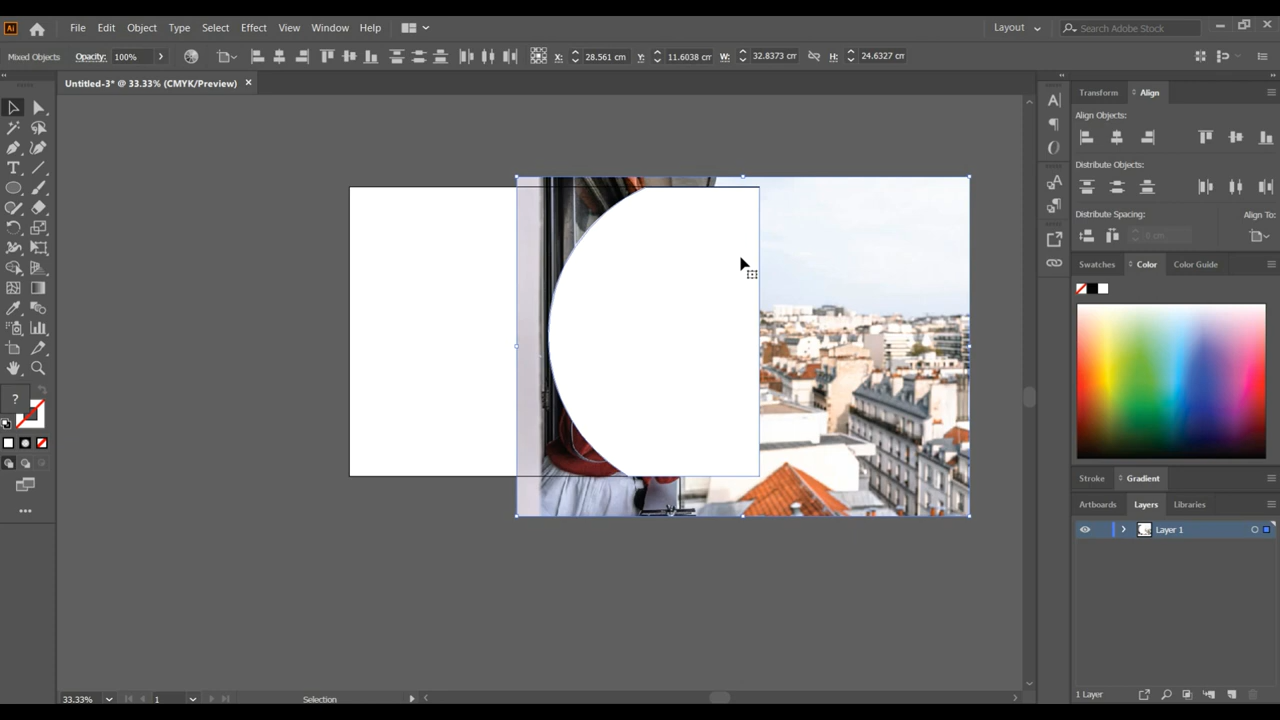 Ai File Edit Object Type Select Effect View Window Help Layout Search Adobe Stock
Mixed Objects Opacity: 100% X: 28.561 cm Y: 11.6038 cm W: 32.8373 cm H: 24.6327 cm
Untitled-3* @ 33.33% (CMYK/Preview)
Transform Align
Align Objects:
Distribute Objects:
Distribute Spacing: Align To:
0 cm
Swatches Color Color Guide
?
Stroke Gradient
Artboards Layers Libraries
Layer 1
1 Layer
33.33% 1 Selection